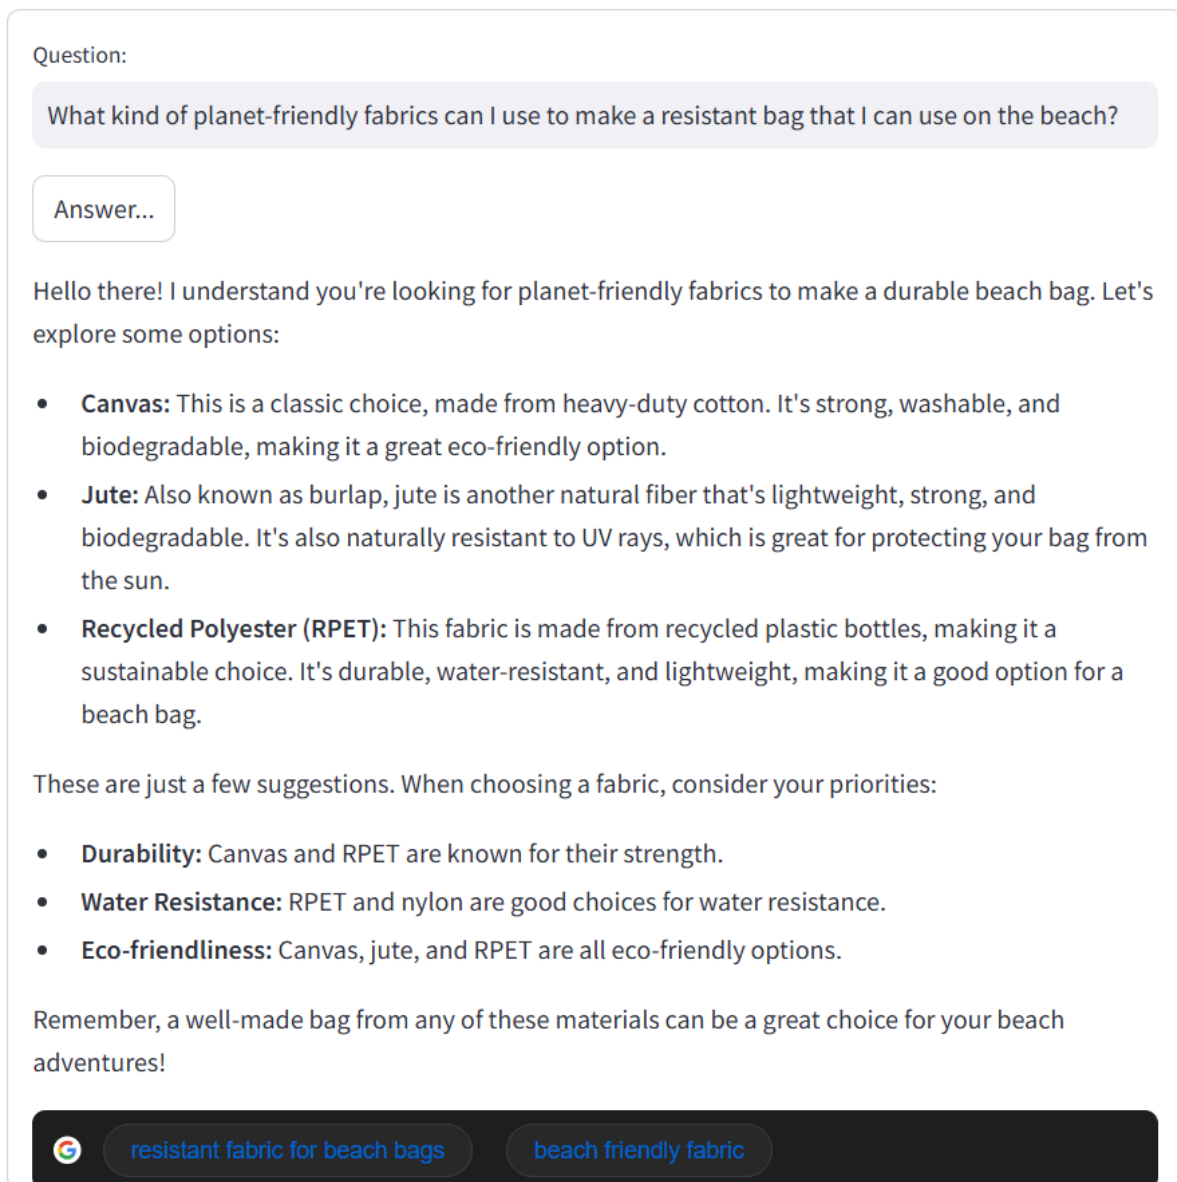 Question:
What kind of planet-friendly fabrics can I use to make a resistant bag that I can use on the beach?
Answer...
Hello there! I understand you're looking for planet-friendly fabrics to make a durable beach bag. Let's
explore some options:
• Canvas: This is a classic choice, made from heavy-duty cotton. It's strong, washable, and
biodegradable, making it a great eco-friendly option.
• Jute: Also known as burlap, jute is another natural fiber that's lightweight, strong, and
biodegradable. It's also naturally resistant to UV rays, which is great for protecting your bag from
the sun.
• Recycled Polyester (RPET): This fabric is made from recycled plastic bottles, making it a
sustainable choice. It's durable, water-resistant, and lightweight, making it a good option for a
beach bag.
These are just a few suggestions. When choosing a fabric, consider your priorities:
• Durability: Canvas and RPET are known for their strength.
• Water Resistance: RPET and nylon are good choices for water resistance.
• Eco-friendliness: Canvas, jute, and RPET are all eco-friendly options.
Remember, a well-made bag from any of these materials can be a great choice for your beach
adventures!
G resistant fabric for beach bags beach friendly fabric